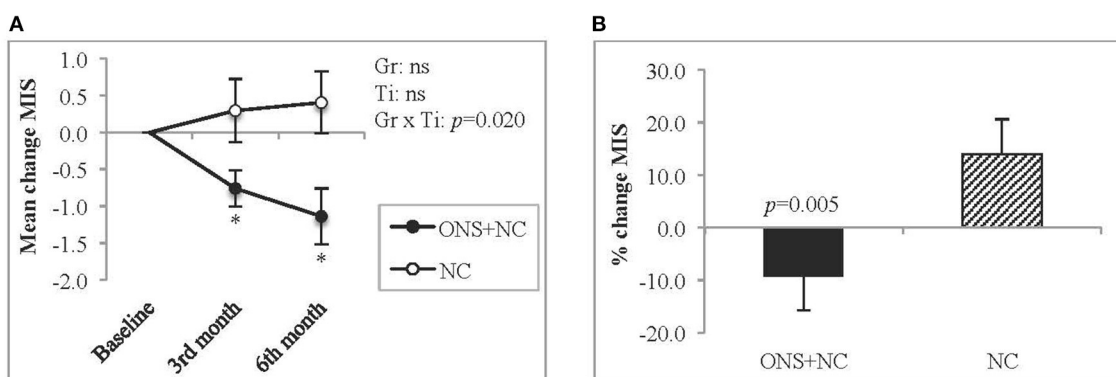 A
Mean change MIS
1.0
0.5
0.0
-0.5
-1.0
-1.5
-2.0
Gr: ns
Ti: ns
Gr x Ti: p=0.020
*
*
ONS+NC
NC
Baseline
3rd month
6th month
B
% change MIS
30.0
20.0
10.0
0.0
-10.0
-20.0
p=0.005
ONS+NC
NC